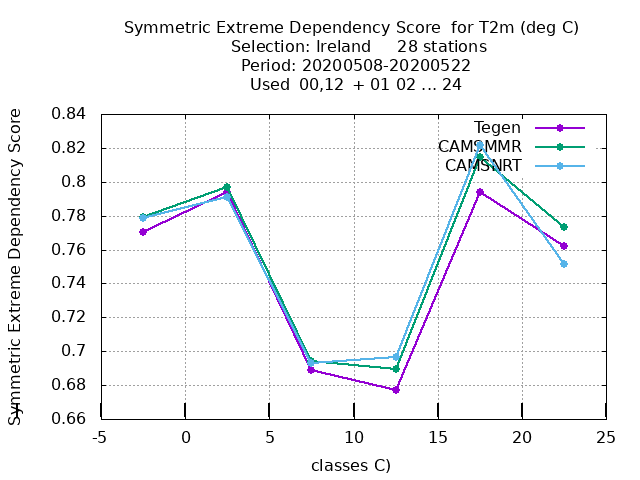 Symmetric Extreme Dependency Score  for T2m (deg C)
Selection: Ireland     28 stations
Period: 20200508-20200522
Used  00,12  + 01 02 ... 24
Symmetric Extreme Dependency Score
0.84
0.82
0.8
0.78
0.76
0.74
0.72
0.7
0.68
0.66
Tegen
CAMSMMR
CAMSNRT
-5
0
5
10
15
20
25
classes C)